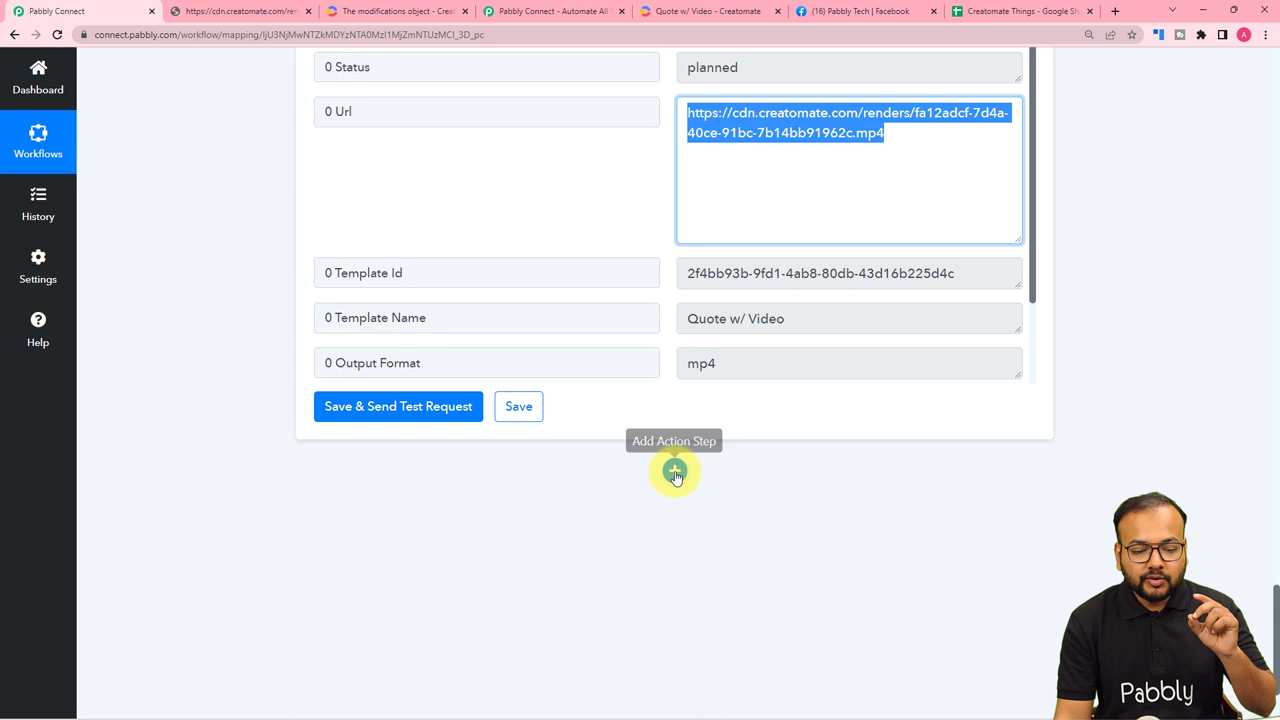 Pabbly Connect
https://cdn.creatomate.com/ren
The modifications object - Creat
Pabbly Connect - Automate All
Quote w/ Video - Creatomate
(16) Pabbly Tech | Facebook
Creatomate Things - Google Sh
connect.pabbly.com/workflow/mapping/
A
Dashboard
Workflows
History
Settings
Help
0 Status
planned
0 Url
https://cdn.creatomate.com/renders/fa12adcf-7d4a-
40ce-91bc-7b14bb91962c.mp4
0 Template Id
2f4bb93b-9fd1-4ab8-80db-43d16b225d4c
0 Template Name
Quote w/ Video
0 Output Format
mp4
Save & Send Test Request
Save
Add Action Step
Pabbly